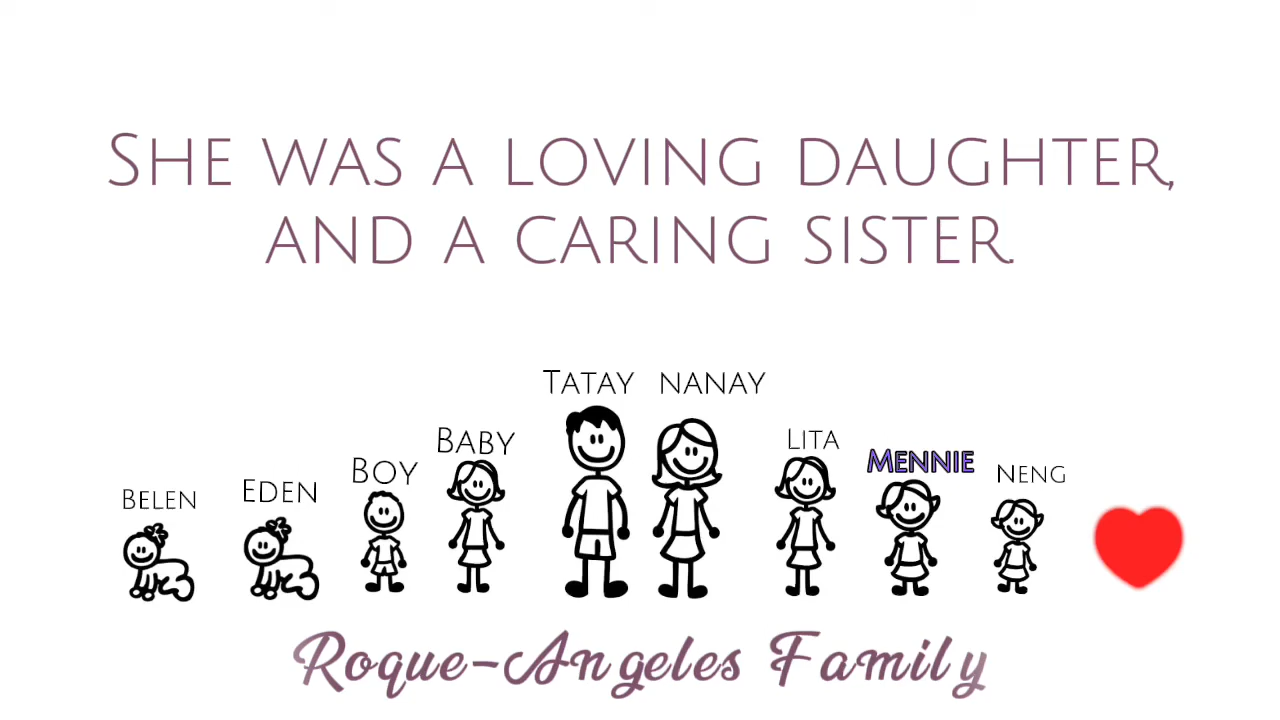 She was a loving daughter,
and a caring sister.
Tatay nanay
Baby
Lita
Boy
Mennie
Neng
Eden
Belen
Roque-Angeles Family